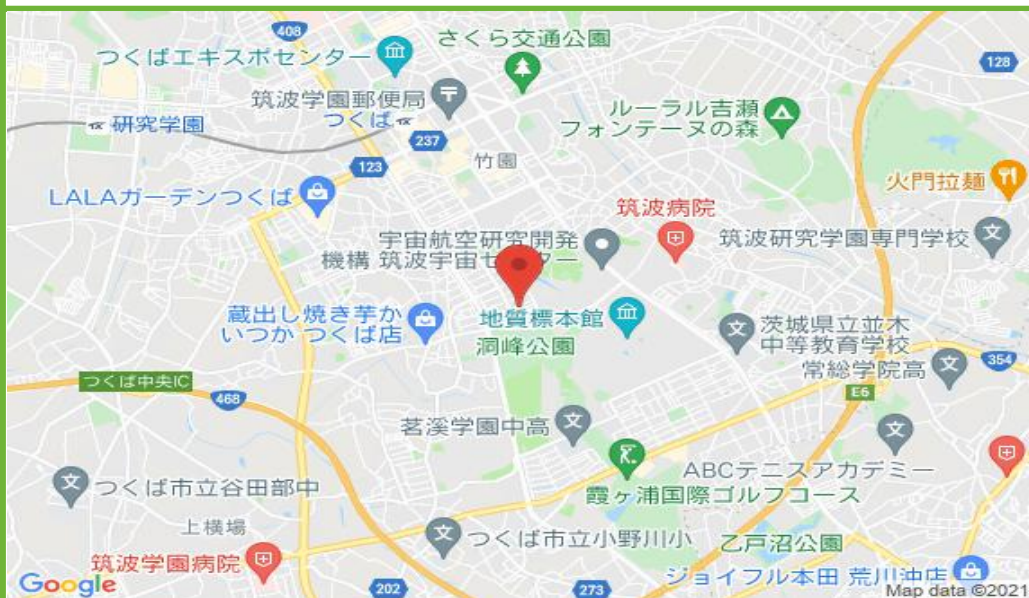 408
つくばエキスポセンター
さくら交通公園
128
筑波学園郵便局
つくば
ルーラル吉瀬
フォンテーヌの森
研究学園
237
竹園
123
火門拉麺
LALAガーデンつくば
筑波病院
宇宙航空研究開発
機構 筑波宇宙センター
筑波研究学園専門学校
蔵出し焼き芋か
いつか つくば店
地質標本館
洞峰公園
茨城県立並木
中等教育学校
354
常総学院高
つくば中央IC
468
E6
茗溪学園中高
ABCテニスアカデミー
霞ヶ浦国際ゴルフコース
つくば市立谷田部中
上横場
つくば市立小野川小
乙戸沼公園
筑波学園病院
ジョイフル本田 荒川沖店
Google
202
273
Map data ©2021